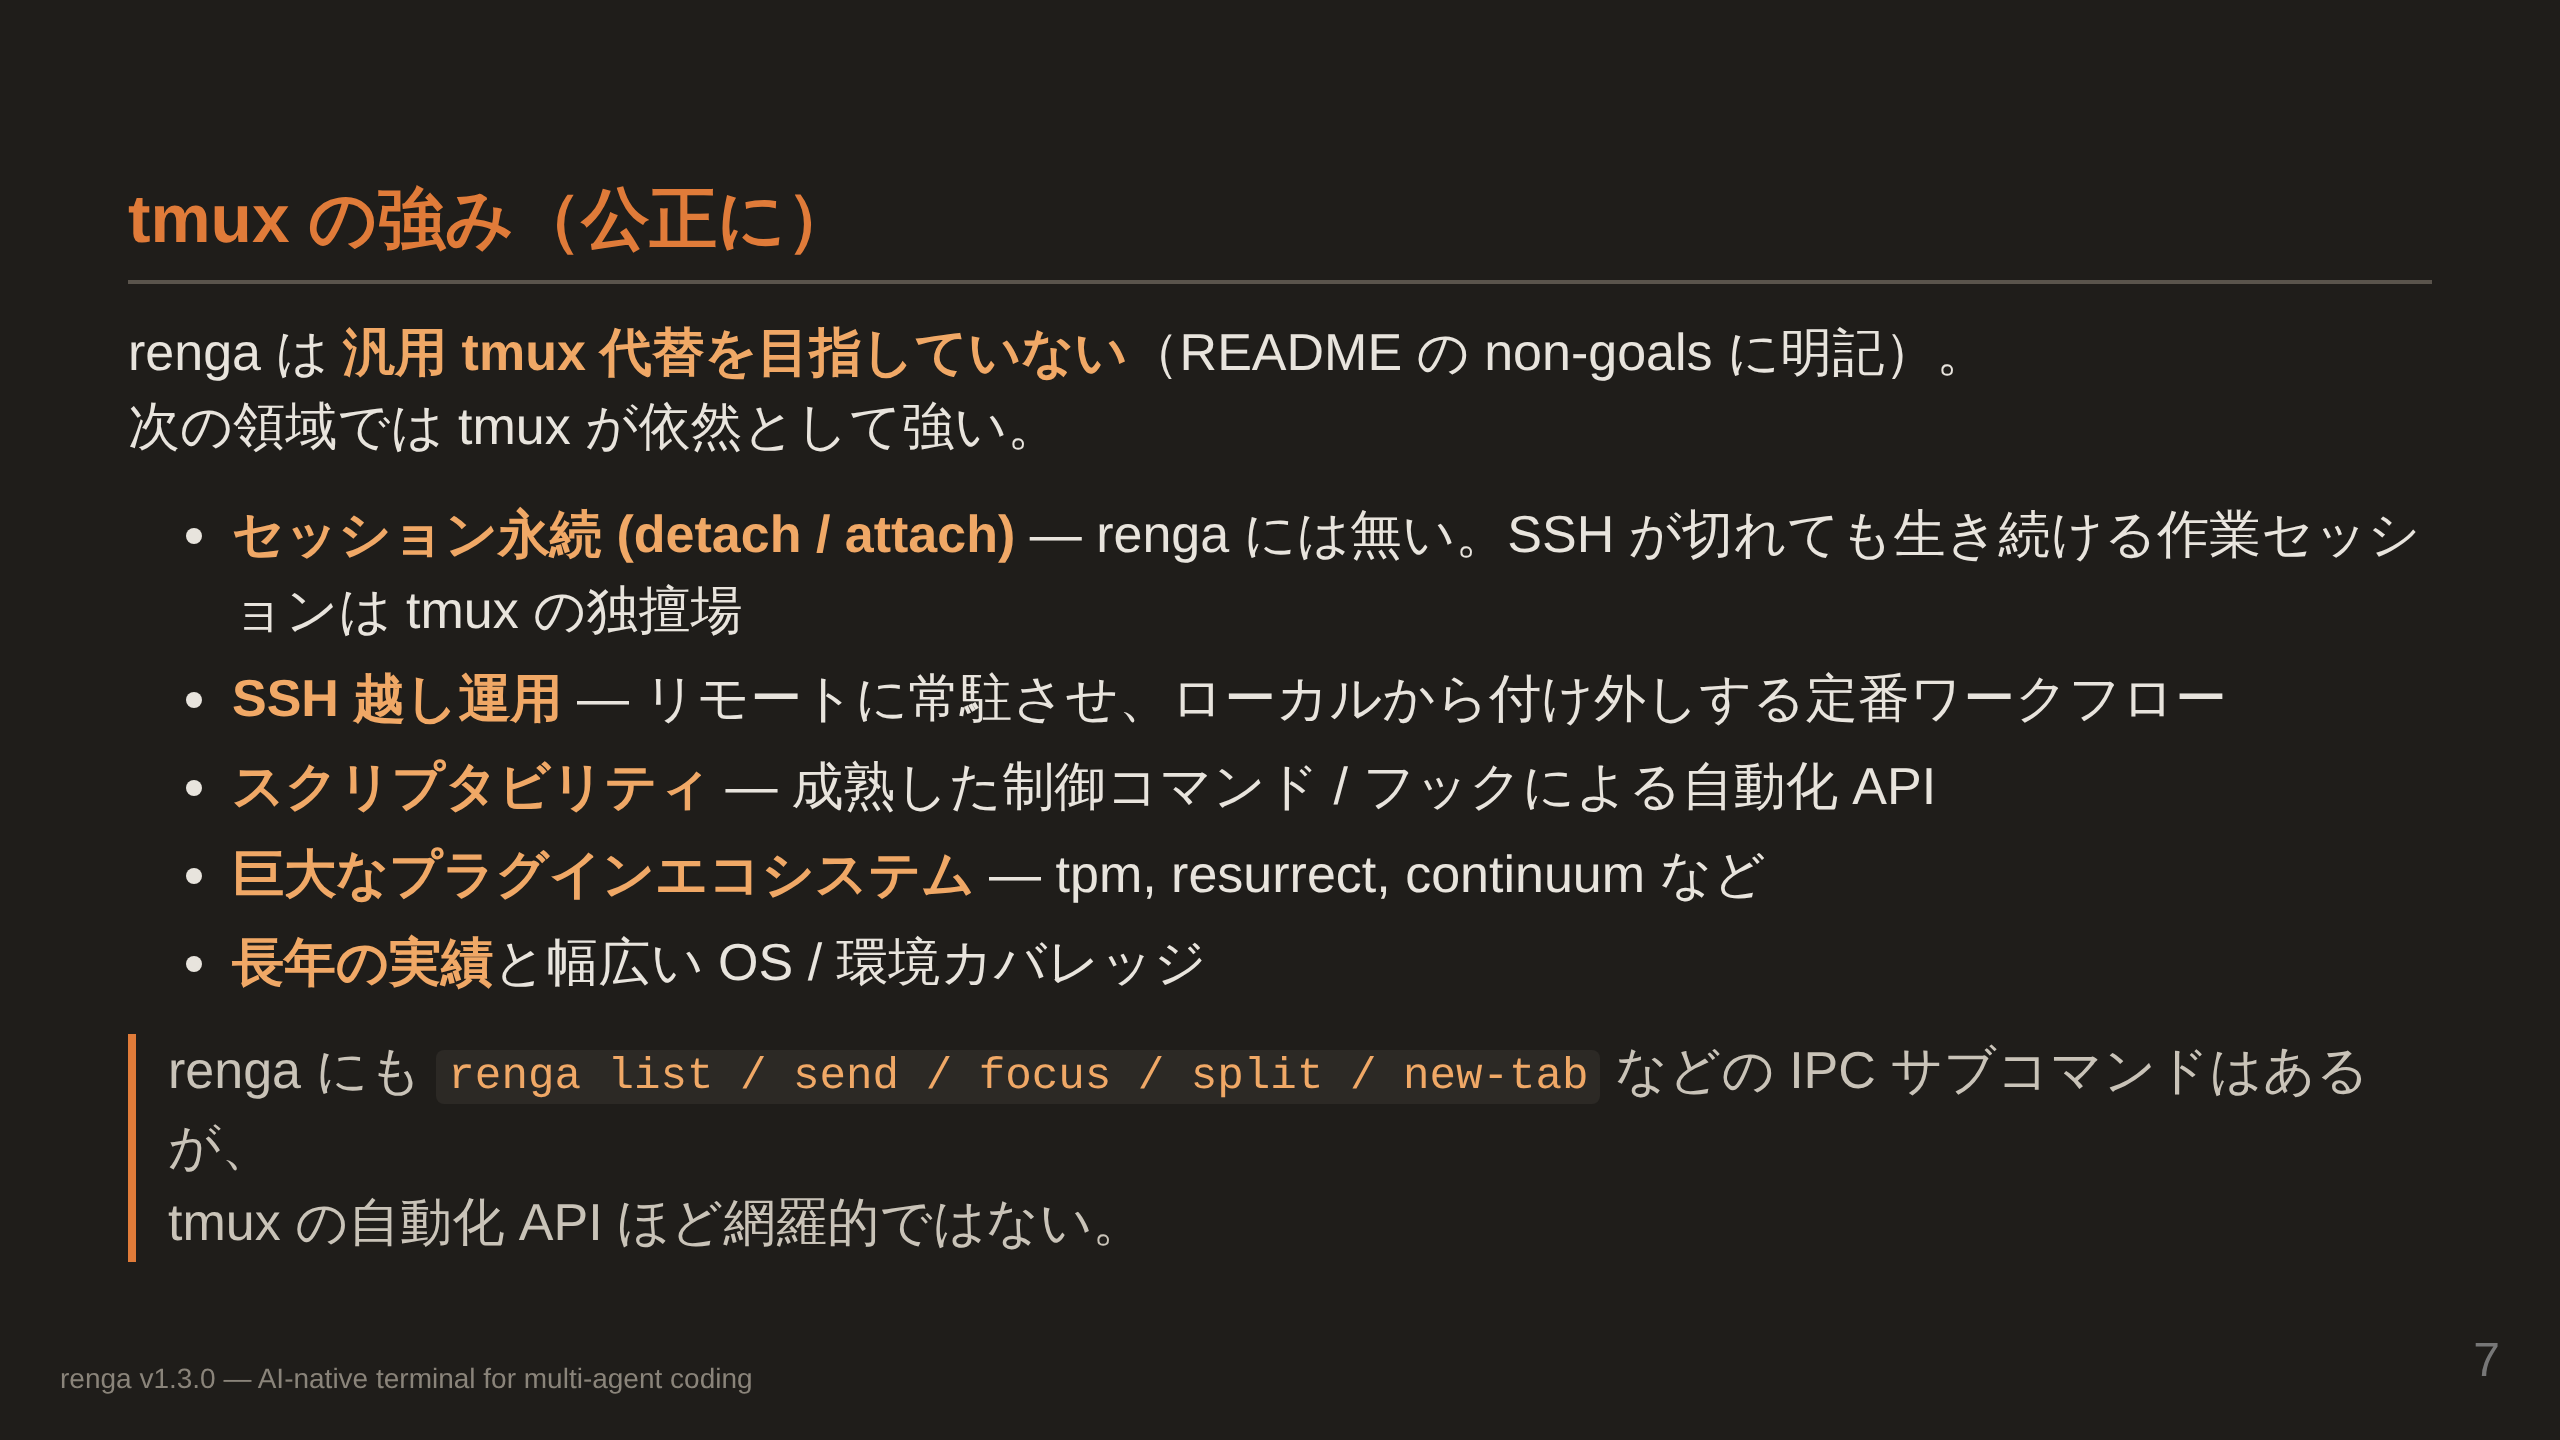 tmux の強み（公正に）
renga は 汎用 tmux 代替を目指していない（README の non-goals に明記）。
次の領域では tmux が依然として強い。
• セッション永続 (detach / attach) — renga には無い。SSH が切れても生き続ける作業セッシ
ョンは tmux の独擅場
• SSH 越し運用 — リモートに常駐させ、ローカルから付け外しする定番ワークフロー
• スクリプタビリティ — 成熟した制御コマンド / フックによる自動化 API
• 巨大なプラグインエコシステム — tpm, resurrect, continuum など
• 長年の実績と幅広い OS / 環境カバレッジ
renga にも renga list / send / focus / split / new-tab などの IPC サブコマンドはある
が、
tmux の自動化 API ほど網羅的ではない。
renga v1.3.0 — AI-native terminal for multi-agent coding
7